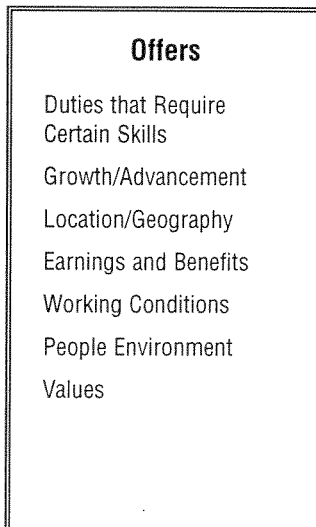 Offers
Duties that Require
Certain Skills
Growth/Advancement
Location/Geography
Earnings and Benefits
Working Conditions
People Environment
Values